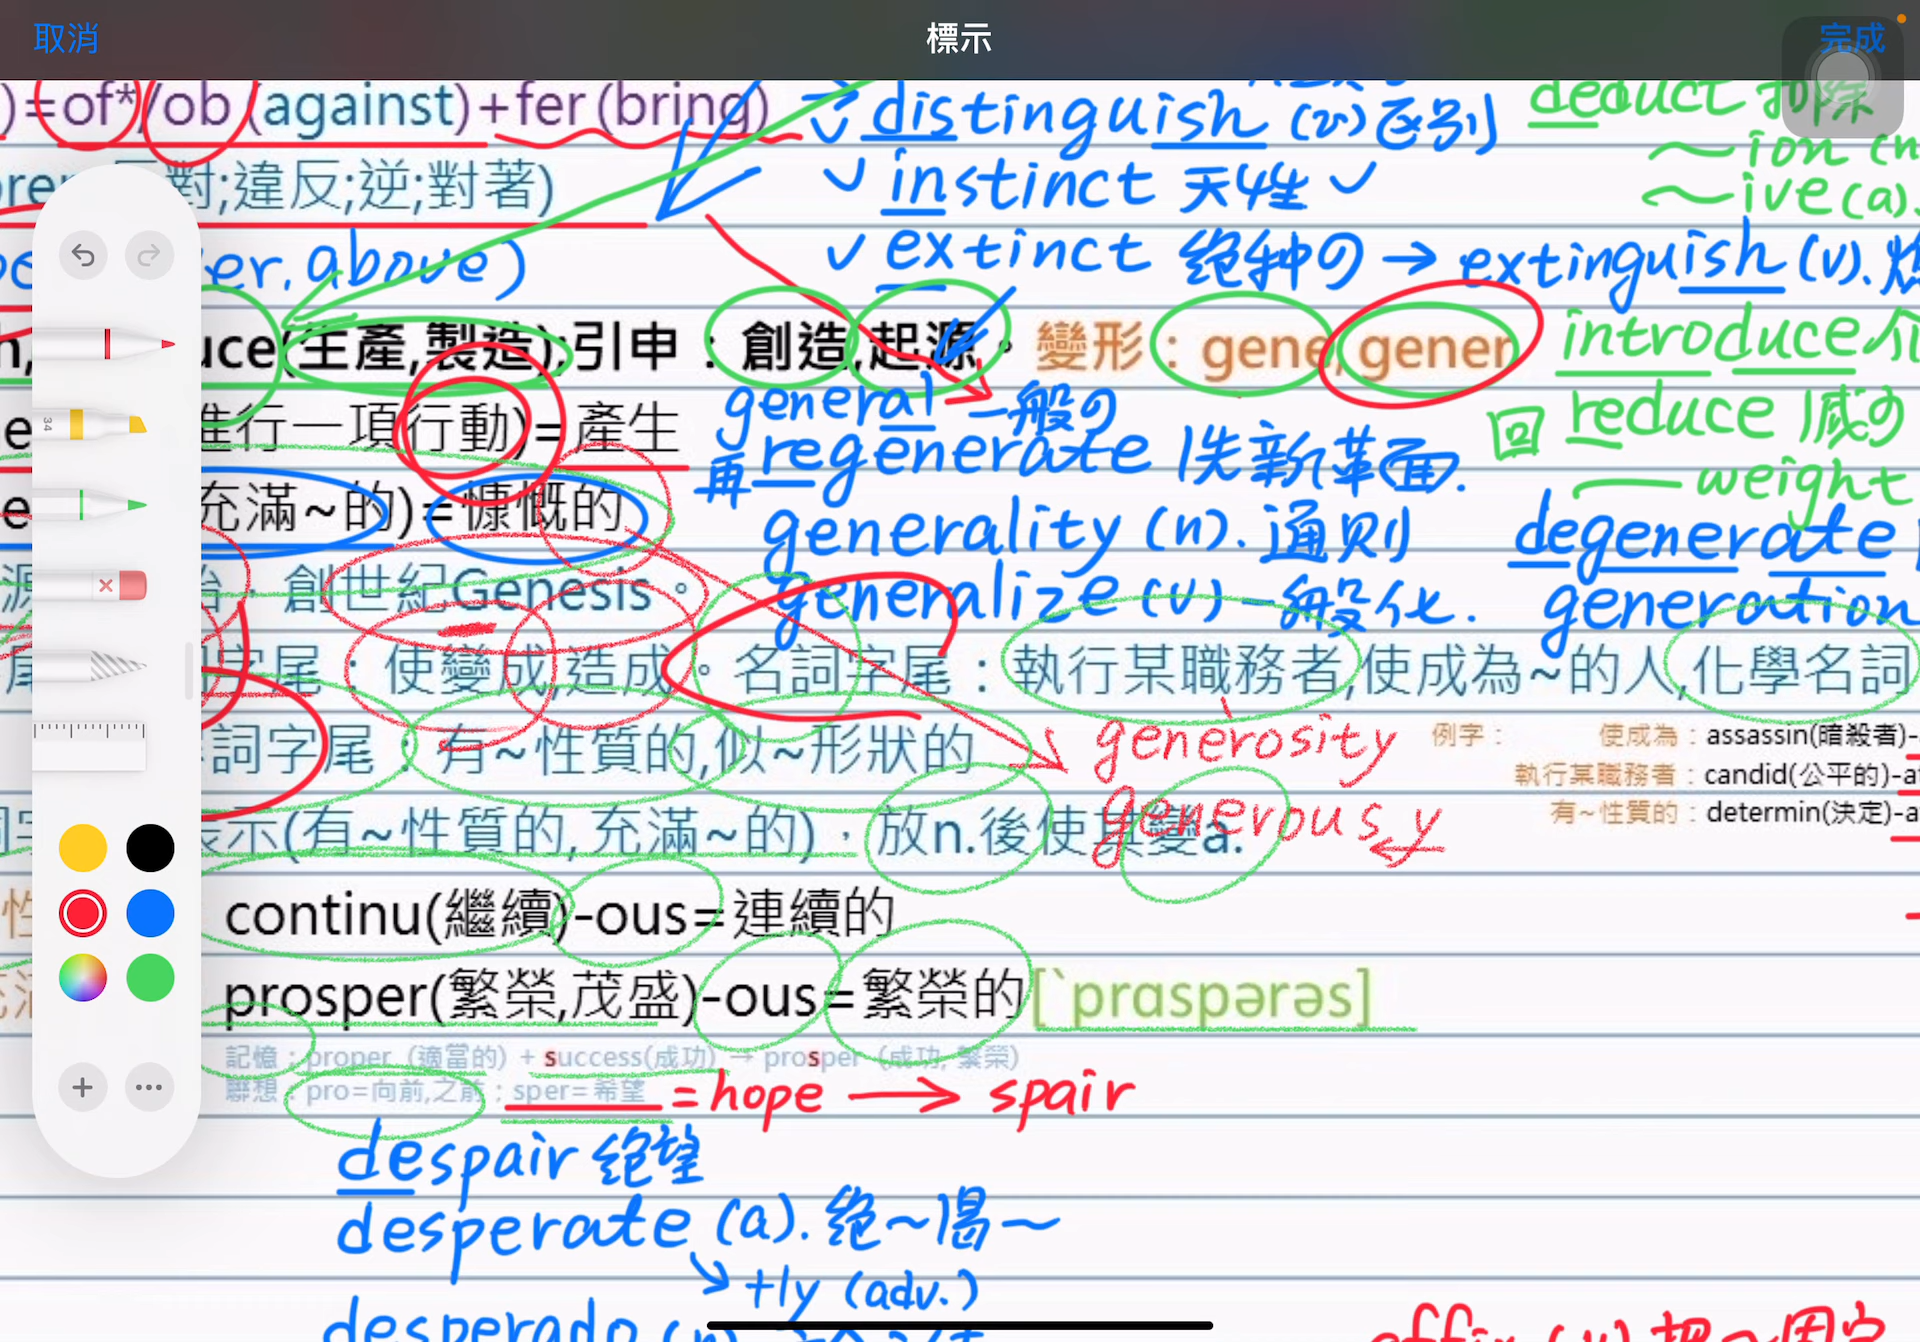 取消 標示 完成
)=of*/ob (against)+fer (bring)
對;違反;逆;對著)
er, above)
uce(生產,製造);引申：創造,起源。 變形：gene, gener
進行一項行動)=產生
充滿~的)=慷慨的
創世紀Genesis。
字尾：使變成,造成。名詞字尾：執行某職務者,使成為~的人,化學名詞
詞字尾：有~性質的,似~形狀的
表示(有~性質的, 充滿~的)，放n.後使其變a.
continu(繼續)-ous=連續的
prosper(繁榮,茂盛)-ous=繁榮的[ˋprɑspərəs]
記憶：proper (適當的) + success(成功) → prosper (成功, 繁榮)
聯想：pro=向前,之前；sper=希望 =hope → spair
despair 絕望
desperate (a). 絕~渴~
+ly (adv.)
desperado (n)
distinguish (v) 区别
instinct 天性
extinct 絕种の → extinguish (v).
general 一般の
再 regenerate 洗新革面.
generality (n). 通则
generalize (v) 一般化.
degenerate
generation
deduct 扣除
~ion (n
~ive (a).
introduce 介
回 reduce 减の
weight
generosity
generous y
例字： 使成為：assassin(暗殺者)-
執行某職務者：candid(公平的)-a
有~性質的：determin(決定)-a
34